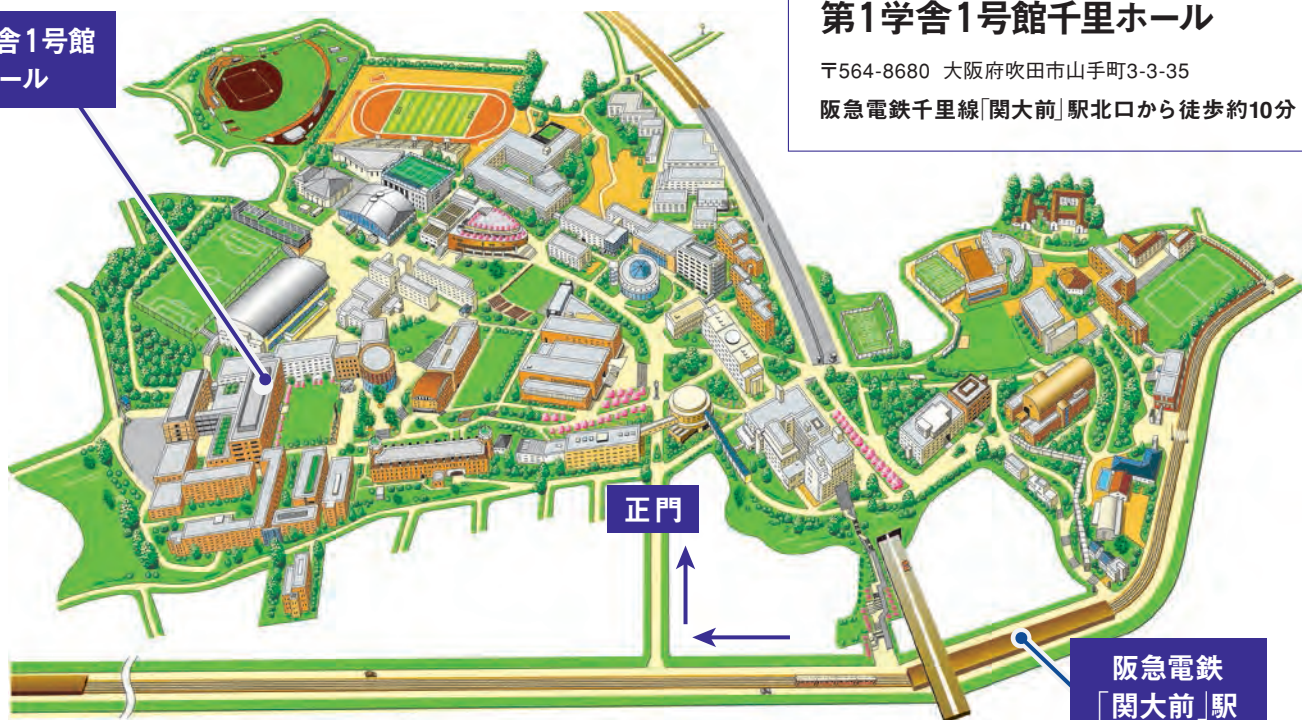 舎1号館
ール
第1学舎1号館千里ホール
〒564-8680 大阪府吹田市山手町3-3-35
阪急電鉄千里線「関大前」駅北口から徒歩約10分
正門
阪急電鉄
「関大前」駅